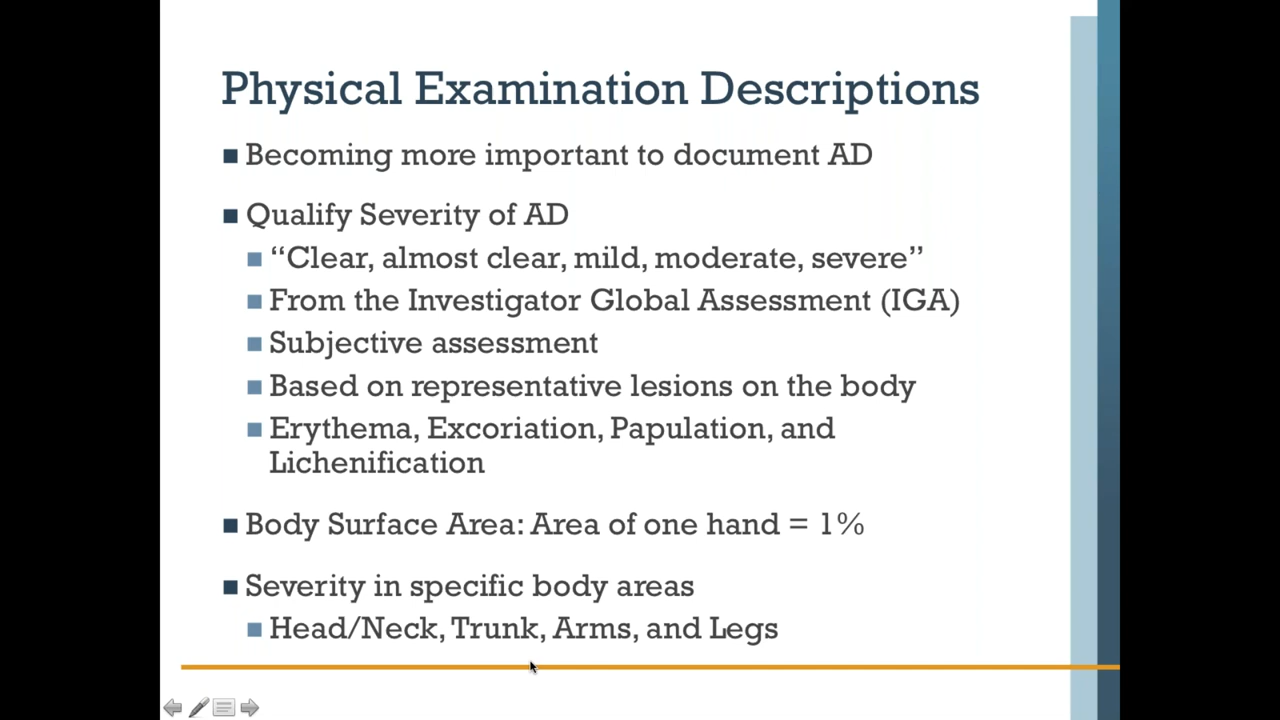 Physical Examination Descriptions
Becoming more important to document AD
Qualify Severity of AD
“Clear, almost clear, mild, moderate, severe”
From the Investigator Global Assessment (IGA)
Subjective assessment
Based on representative lesions on the body
Erythema, Excoriation, Papulation, and
Lichenification
Body Surface Area: Area of one hand = 1%
Severity in specific body areas
Head/Neck, Trunk, Arms, and Legs